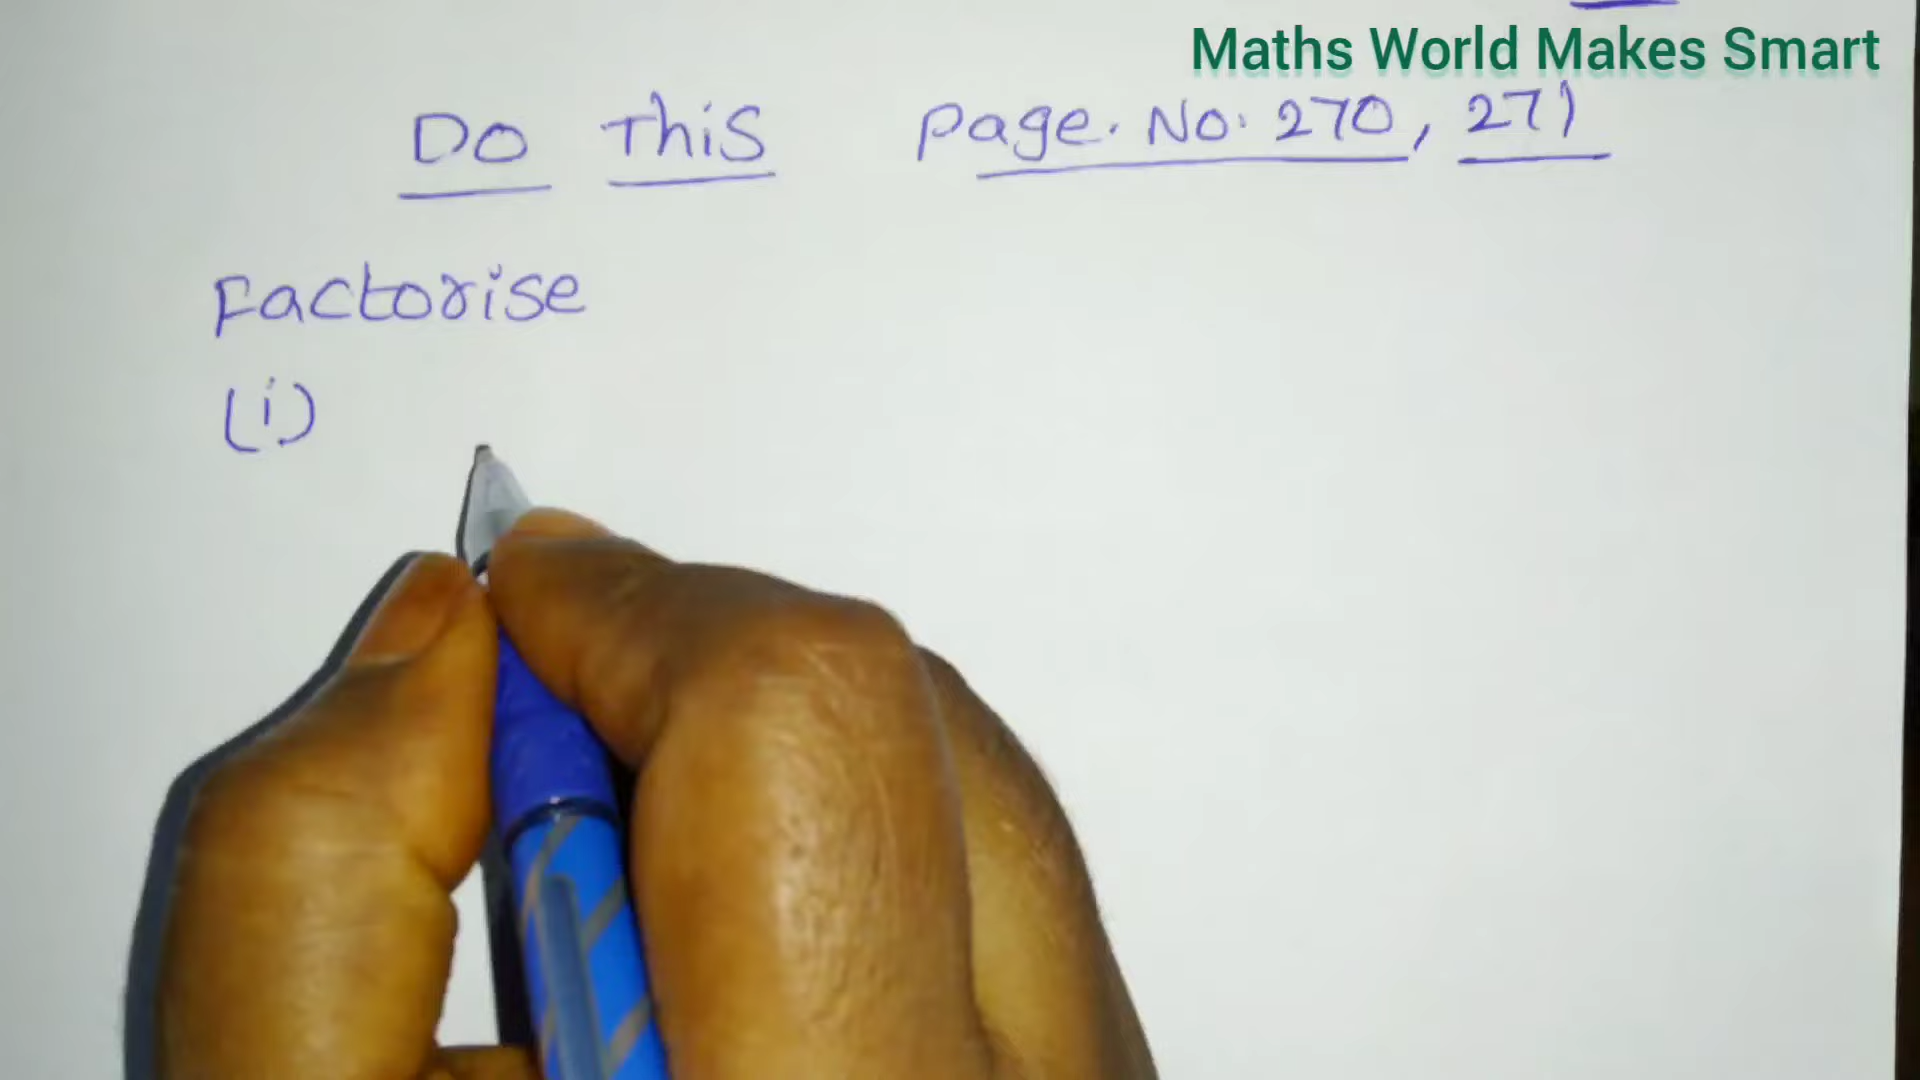 Maths World Makes Smart
Do This Page. No. 270, 271
Factorise
(i)